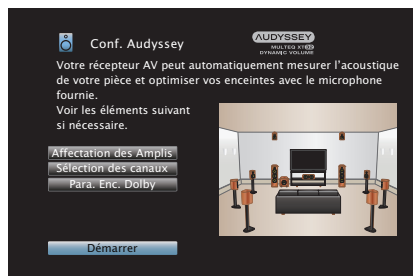 Conf. Audyssey
AUDYSSEY
MULTEQ XT32
DYNAMIC VOLUME
Votre récepteur AV peut automatiquement mesurer l'acoustique
de votre pièce et optimiser vos enceintes avec le microphone
fournie.
Voir les éléments suivant
si nécessaire.
Affectation des Amplis
Sélection des canaux
Para. Enc. Dolby
Démarrer